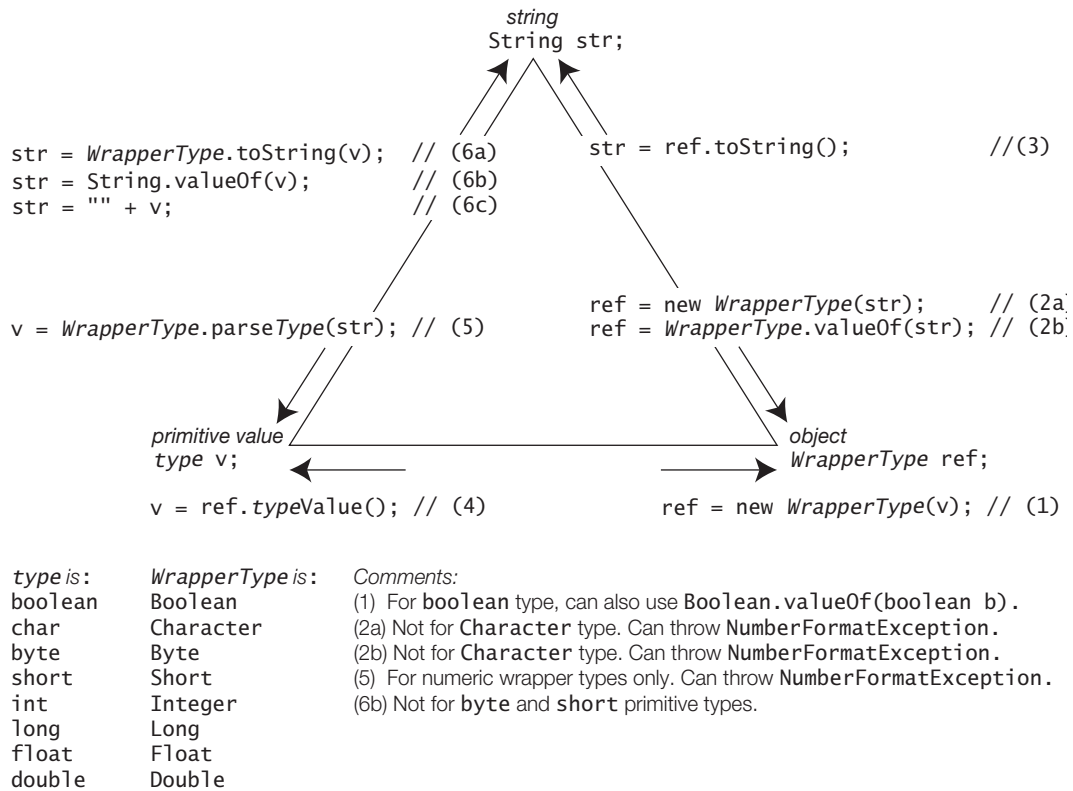 string
String str;
str = WrapperType.toString(v); // (6a)
str = String.valueOf(v); // (6b)
str = "" + v; // (6c)
str = ref.toString(); //(3)
v = WrapperType.parseType(str); // (5)
ref = new WrapperType(str); // (2a)
ref = WrapperType.valueOf(str); // (2b)
primitive value
type v;
object
WrapperType ref;
v = ref.typeValue(); // (4)
ref = new WrapperType(v); // (1)
type is: WrapperType is: Comments:
boolean Boolean (1) For boolean type, can also use Boolean.valueOf(boolean b).
char Character (2a) Not for Character type. Can throw NumberFormatException.
byte Byte (2b) Not for Character type. Can throw NumberFormatException.
short Short (5) For numeric wrapper types only. Can throw NumberFormatException.
int Integer (6b) Not for byte and short primitive types.
long Long
float Float
double Double